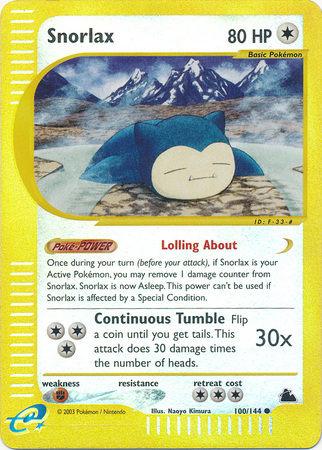 Snorlax 80 HP
Basic Pokémon
ID: F-33-#
Poké-POWER Lolling About
Once during your turn (before your attack), if Snorlax is your
Active Pokémon, you may remove 1 damage counter from
Snorlax. Snorlax is now Asleep. This power can't be used if
Snorlax is affected by a Special Condition.
Continuous Tumble Flip
a coin until you get tails. This
attack does 30 damage times
the number of heads.
30x
weakness resistance retreat cost
e
© 2003 Pokémon / Nintendo Illus. Naoyo Kimura 100/144